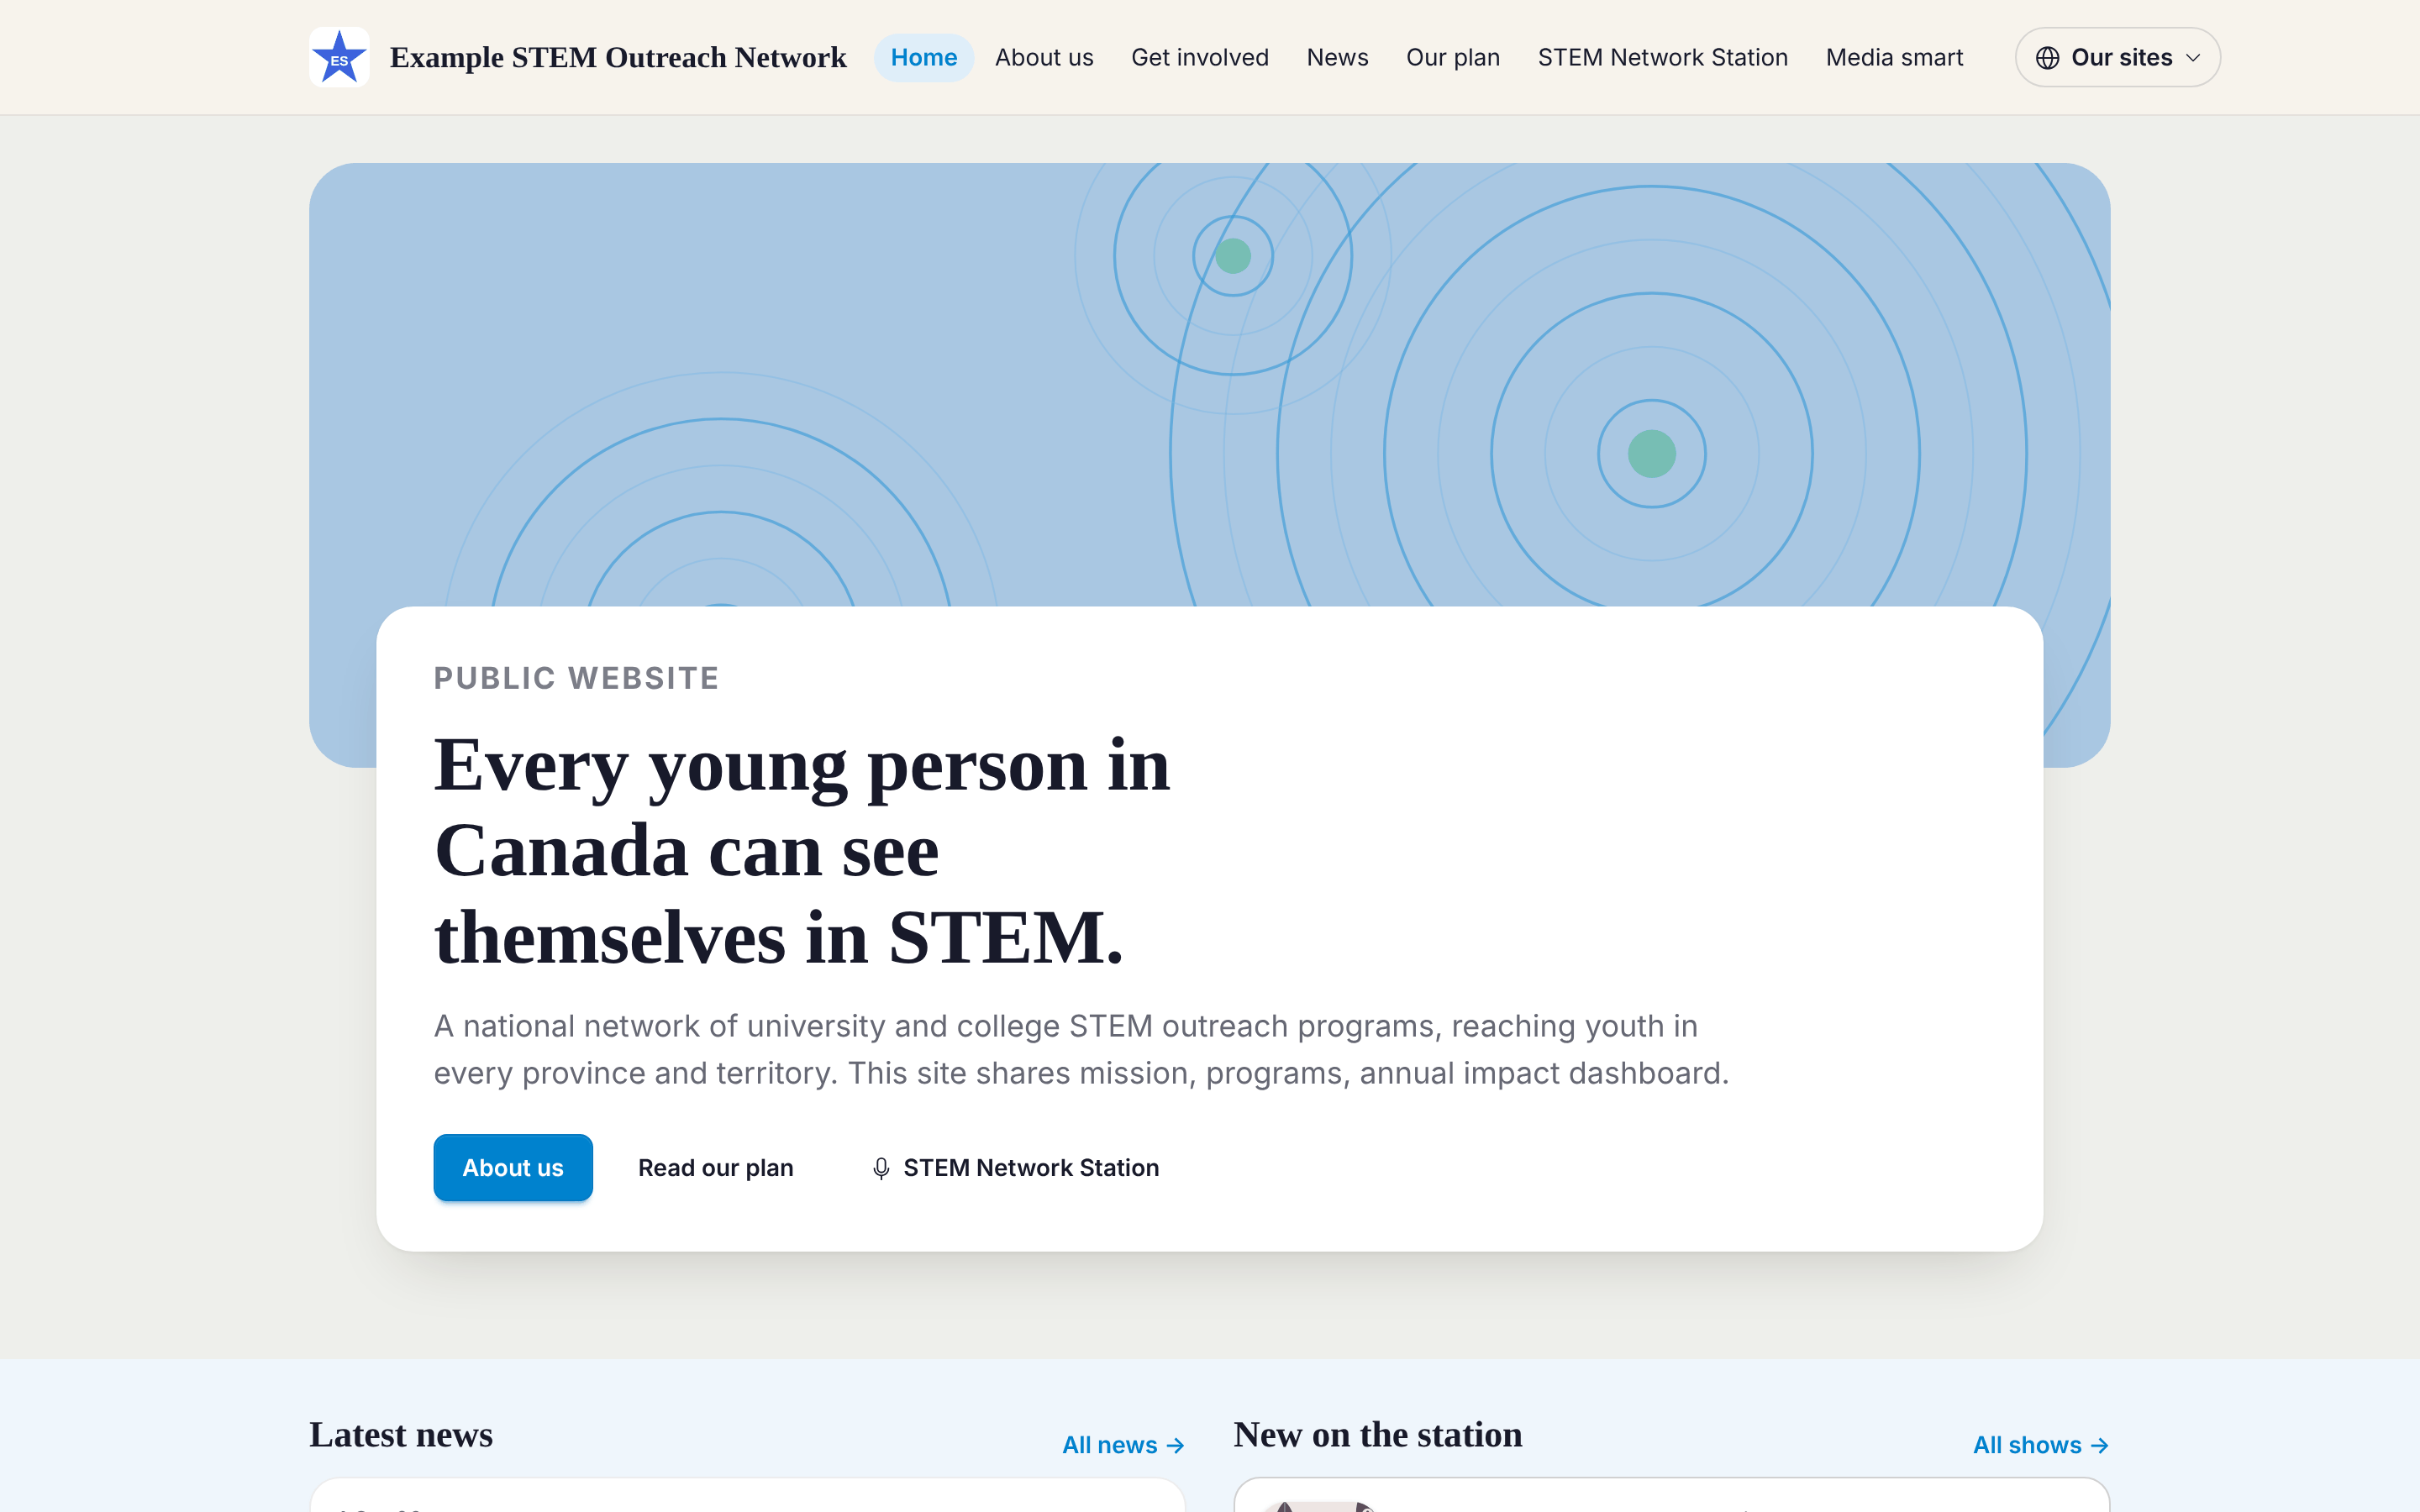 ES
Example STEM Outreach Network
Home
About us
Get involved
News
Our plan
STEM Network Station
Media smart
Our sites
PUBLIC WEBSITE
Every young person in
Canada can see
themselves in STEM.
A national network of university and college STEM outreach programs, reaching youth in
every province and territory. This site shares mission, programs, annual impact dashboard.
About us
Read our plan
STEM Network Station
Latest news
All news →
New on the station
All shows →